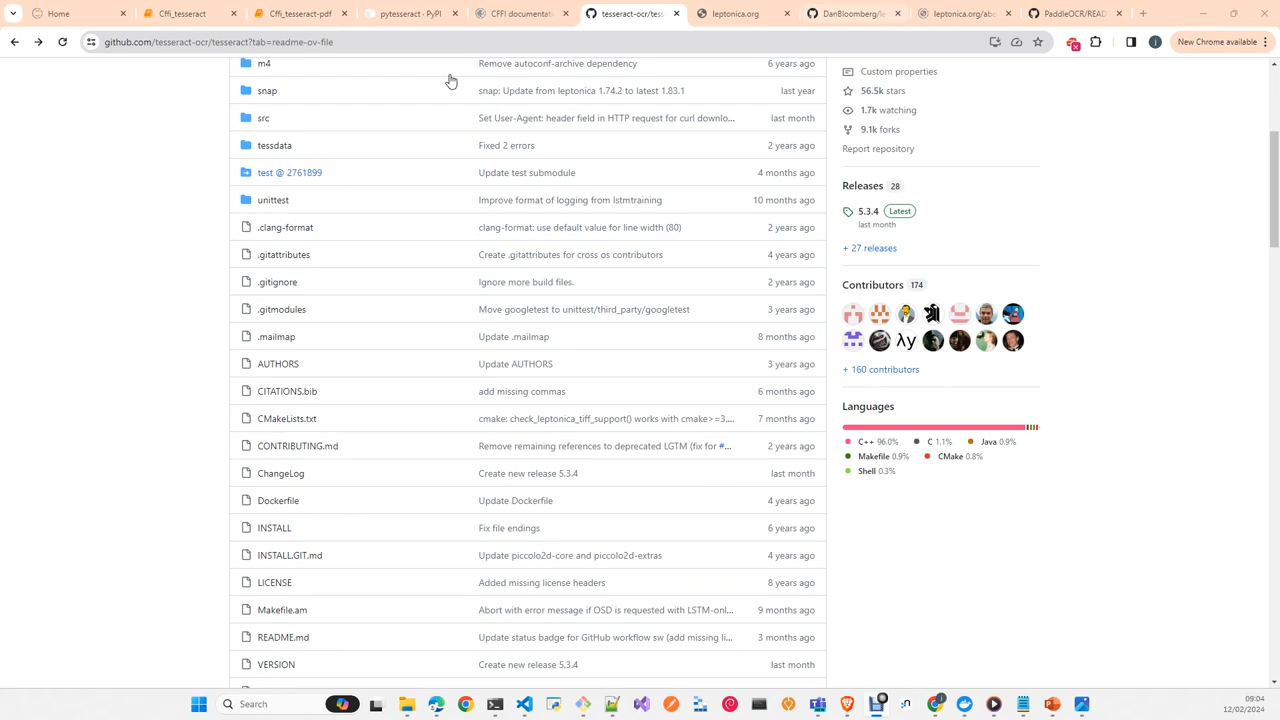 Home
Cffi_tesseract
Cffi_tesseract-pdf
pytesseract - PyPI
CFFI documentati
tesseract-ocr/tess
leptonica.org
DanBloomberg/le
leptonica.org/abo
PaddleOCR/READ
github.com/tesseract-ocr/tesseract?tab=readme-ov-file
New Chrome available
m4 Remove autoconf-archive dependency 6 years ago
snap snap: Update from leptonica 1.74.2 to latest 1.83.1 last year
src Set User-Agent: header field in HTTP request for curl downlo... last month
tessdata Fixed 2 errors 2 years ago
test @ 2761899 Update test submodule 4 months ago
unittest Improve format of logging from lstmtraining 10 months ago
.clang-format clang-format: use default value for line width (80) 2 years ago
.gitattributes Create .gitattributes for cross os contributors 4 years ago
.gitignore Ignore more build files. 2 years ago
.gitmodules Move googletest to unittest/third_party/googletest 3 years ago
.mailmap Update .mailmap 8 months ago
AUTHORS Update AUTHORS 3 years ago
CITATIONS.bib add missing commas 6 months ago
CMakeLists.txt cmake: check_leptonica_tiff_support() works with cmake>=3.... 7 months ago
CONTRIBUTING.md Remove remaining references to deprecated LGTM (fix for #... 2 years ago
ChangeLog Create new release 5.3.4 last month
Dockerfile Update Dockerfile 4 years ago
INSTALL Fix file endings 6 years ago
INSTALL.GIT.md Update piccolo2d-core and piccolo2d-extras 4 years ago
LICENSE Added missing license headers 8 years ago
Makefile.am Abort with error message if OSD is requested with LSTM-onl... 9 months ago
README.md Update status badge for GitHub workflow sw (add missing li... 3 months ago
VERSION Create new release 5.3.4 last month
Custom properties
56.5k stars
1.7k watching
9.1k forks
Report repository
Releases 28
5.3.4 Latest
last month
+ 27 releases
Contributors 174
λy
+ 160 contributors
Languages
C++ 96.0% C 1.1% Java 0.9%
Makefile 0.9% CMake 0.8%
Shell 0.3%
Search
09:04
12/02/2024